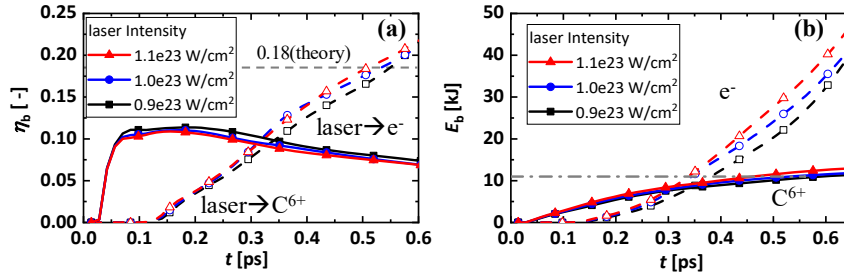 (a)
laser Intensity
1.1e23 W/cm²
1.0e23 W/cm²
0.9e23 W/cm²
0.18(theory)
laser→e⁻
laser→C⁶⁺
η_b [-]
0.00
0.05
0.10
0.15
0.20
0.0 0.1 0.2 0.3 0.4 0.5 0.6
t [ps]
(b)
laser Intensity
1.1e23 W/cm²
1.0e23 W/cm²
0.9e23 W/cm²
e⁻
C⁶⁺
E_b [kJ]
50
40
30
20
10
0
0.0 0.1 0.2 0.3 0.4 0.5 0.6
t [ps]